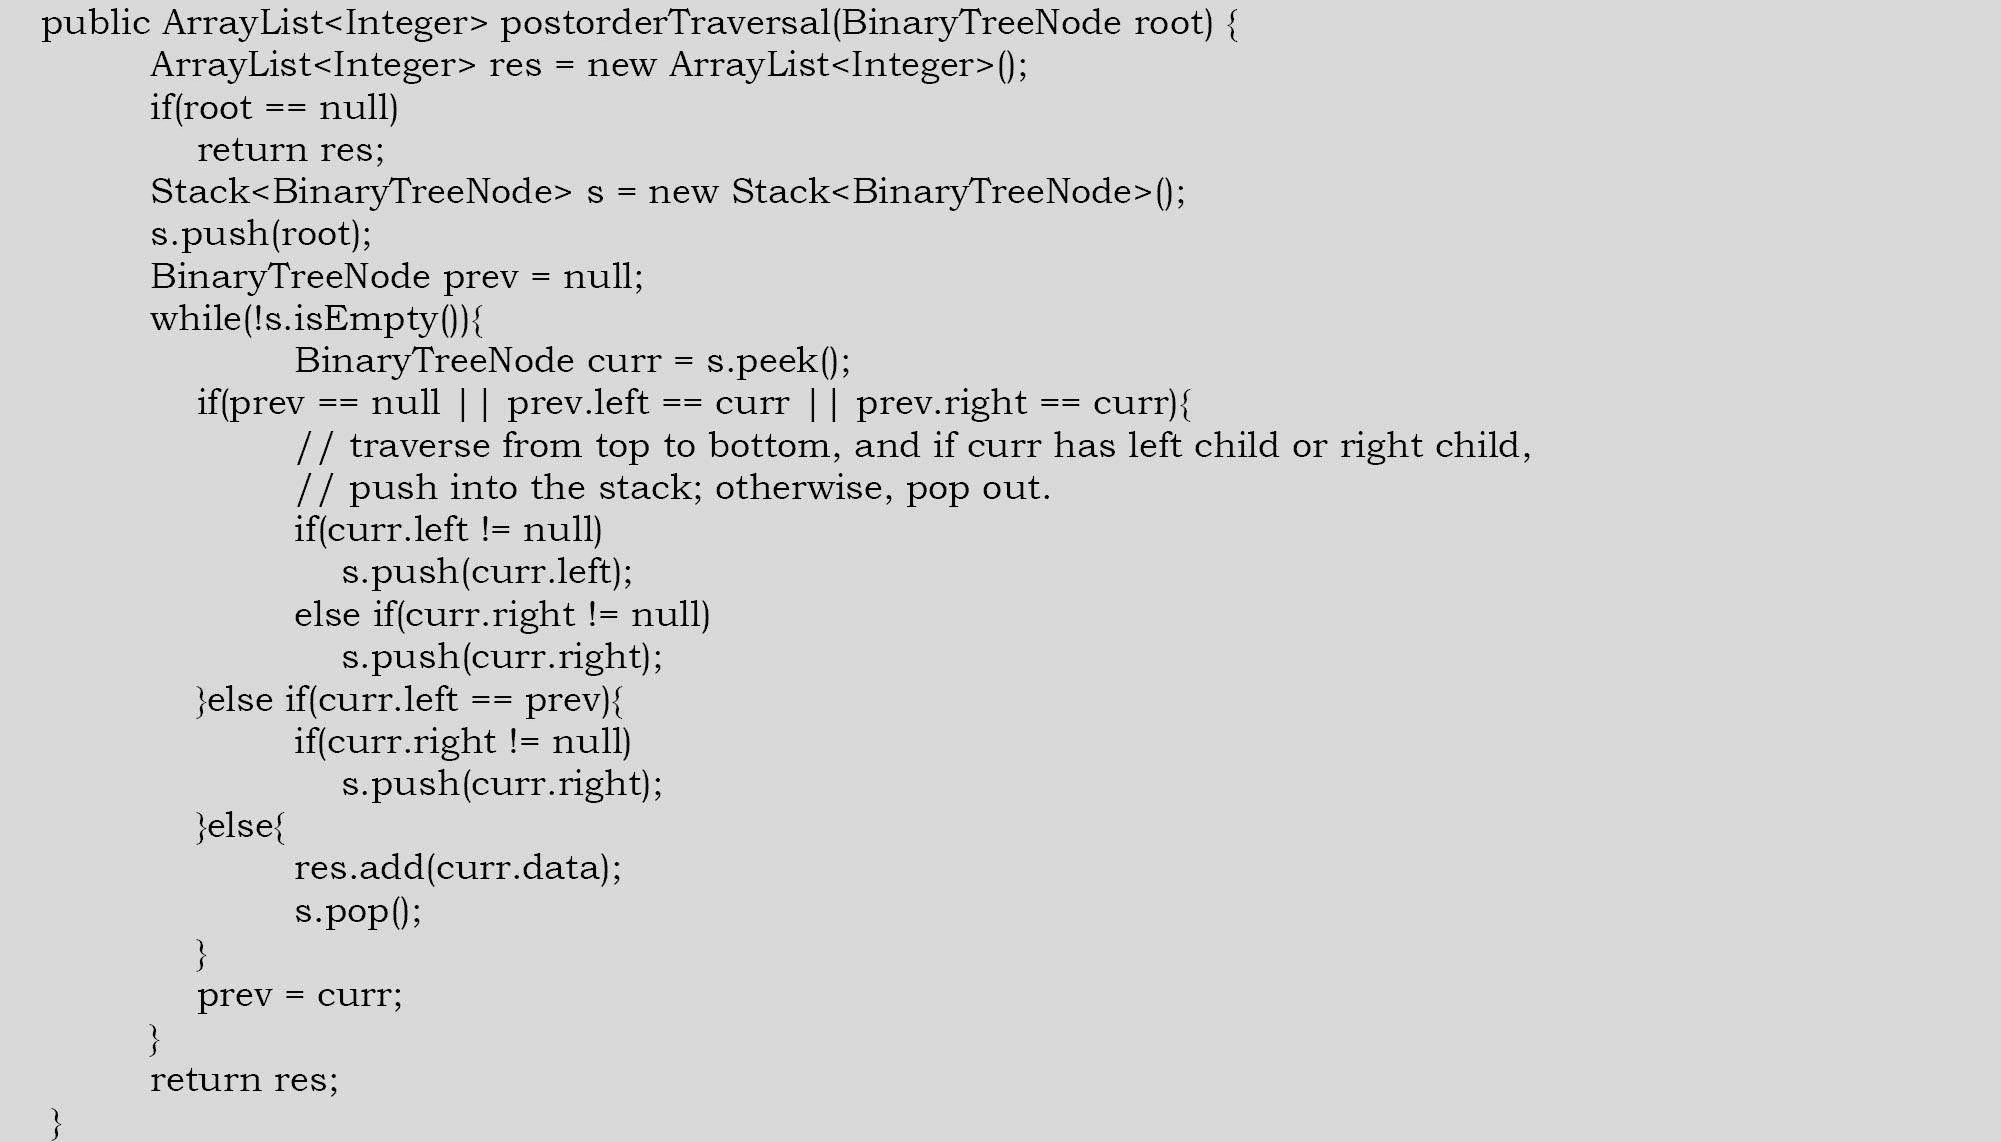 public ArrayList<Integer> postorderTraversal(BinaryTreeNode root) {
ArrayList<Integer> res = new ArrayList<Integer>();
if(root == null)
return res;
Stack<BinaryTreeNode> s = new Stack<BinaryTreeNode>();
s.push(root);
BinaryTreeNode prev = null;
while(!s.isEmpty()){
BinaryTreeNode curr = s.peek();
if(prev == null || prev.left == curr || prev.right == curr){
// traverse from top to bottom, and if curr has left child or right child,
// push into the stack; otherwise, pop out.
if(curr.left != null)
s.push(curr.left);
else if(curr.right != null)
s.push(curr.right);
}else if(curr.left == prev){
if(curr.right != null)
s.push(curr.right);
}else{
res.add(curr.data);
s.pop();
}
prev = curr;
}
return res;
}